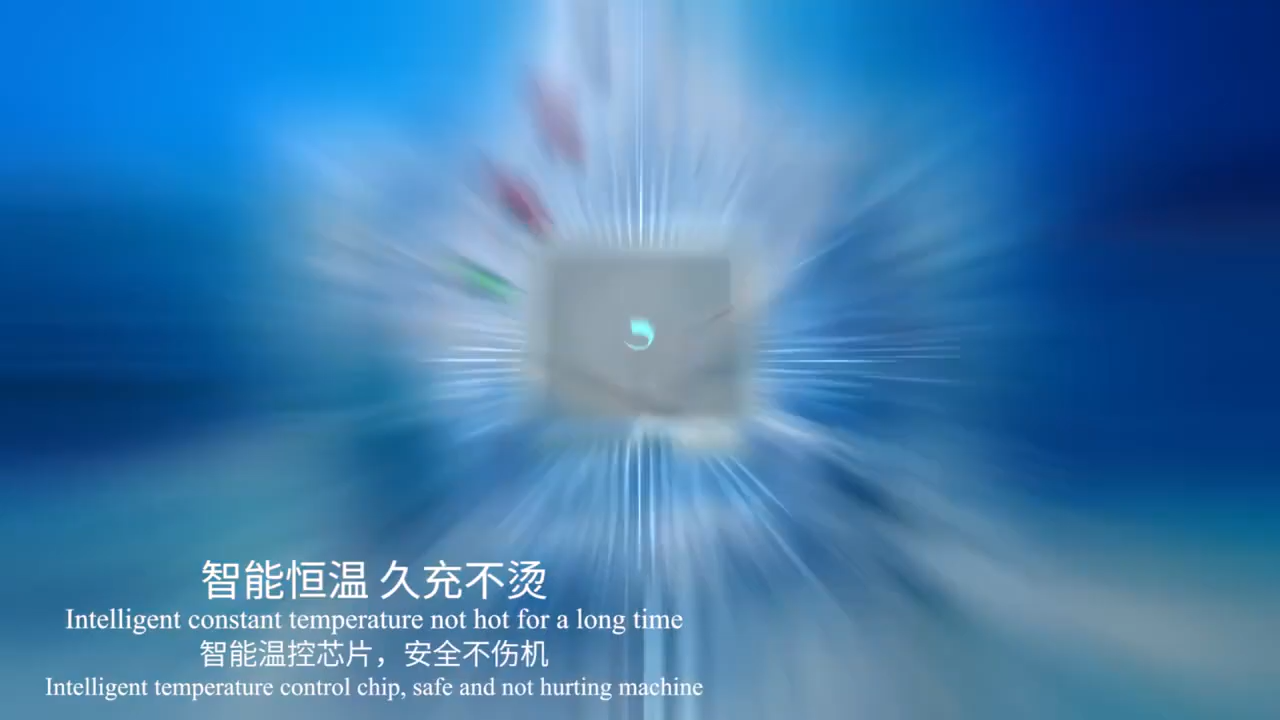 智能恒温 久充不烫
Intelligent constant temperature not hot for a long time
智能温控芯片，安全不伤机
Intelligent temperature control chip, safe and not hurting machine